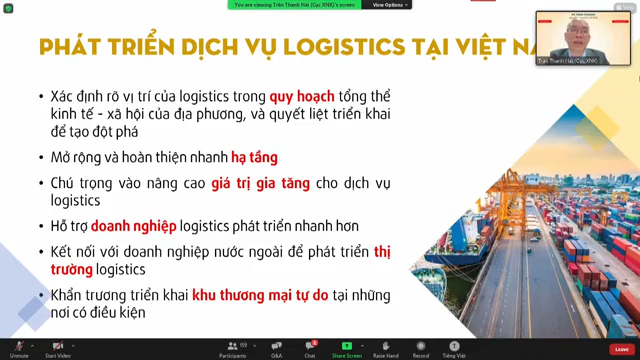 You are viewing Trần Thanh Hải (Cục XNK)'s screen
View Options
PHÁT TRIỂN DỊCH VỤ LOGISTICS TẠI VIỆT NA
Trần Thanh Hải (Cục XNK)
• Xác định rõ vị trí của logistics trong quy hoạch tổng thể
kinh tế - xã hội của địa phương, và quyết liệt triển khai
để tạo đột phá
• Mở rộng và hoàn thiện nhanh hạ tầng
• Chú trọng vào nâng cao giá trị gia tăng cho dịch vụ
logistics
• Hỗ trợ doanh nghiệp logistics phát triển nhanh hơn
• Kết nối với doanh nghiệp nước ngoài để phát triển thị
trường logistics
• Khẩn trương triển khai khu thương mại tự do tại những
nơi có điều kiện
Unmute
Start Video
Participants
159
Q&A
Chat
Share Screen
Raise Hand
Record
Tiếng Việt
Leave